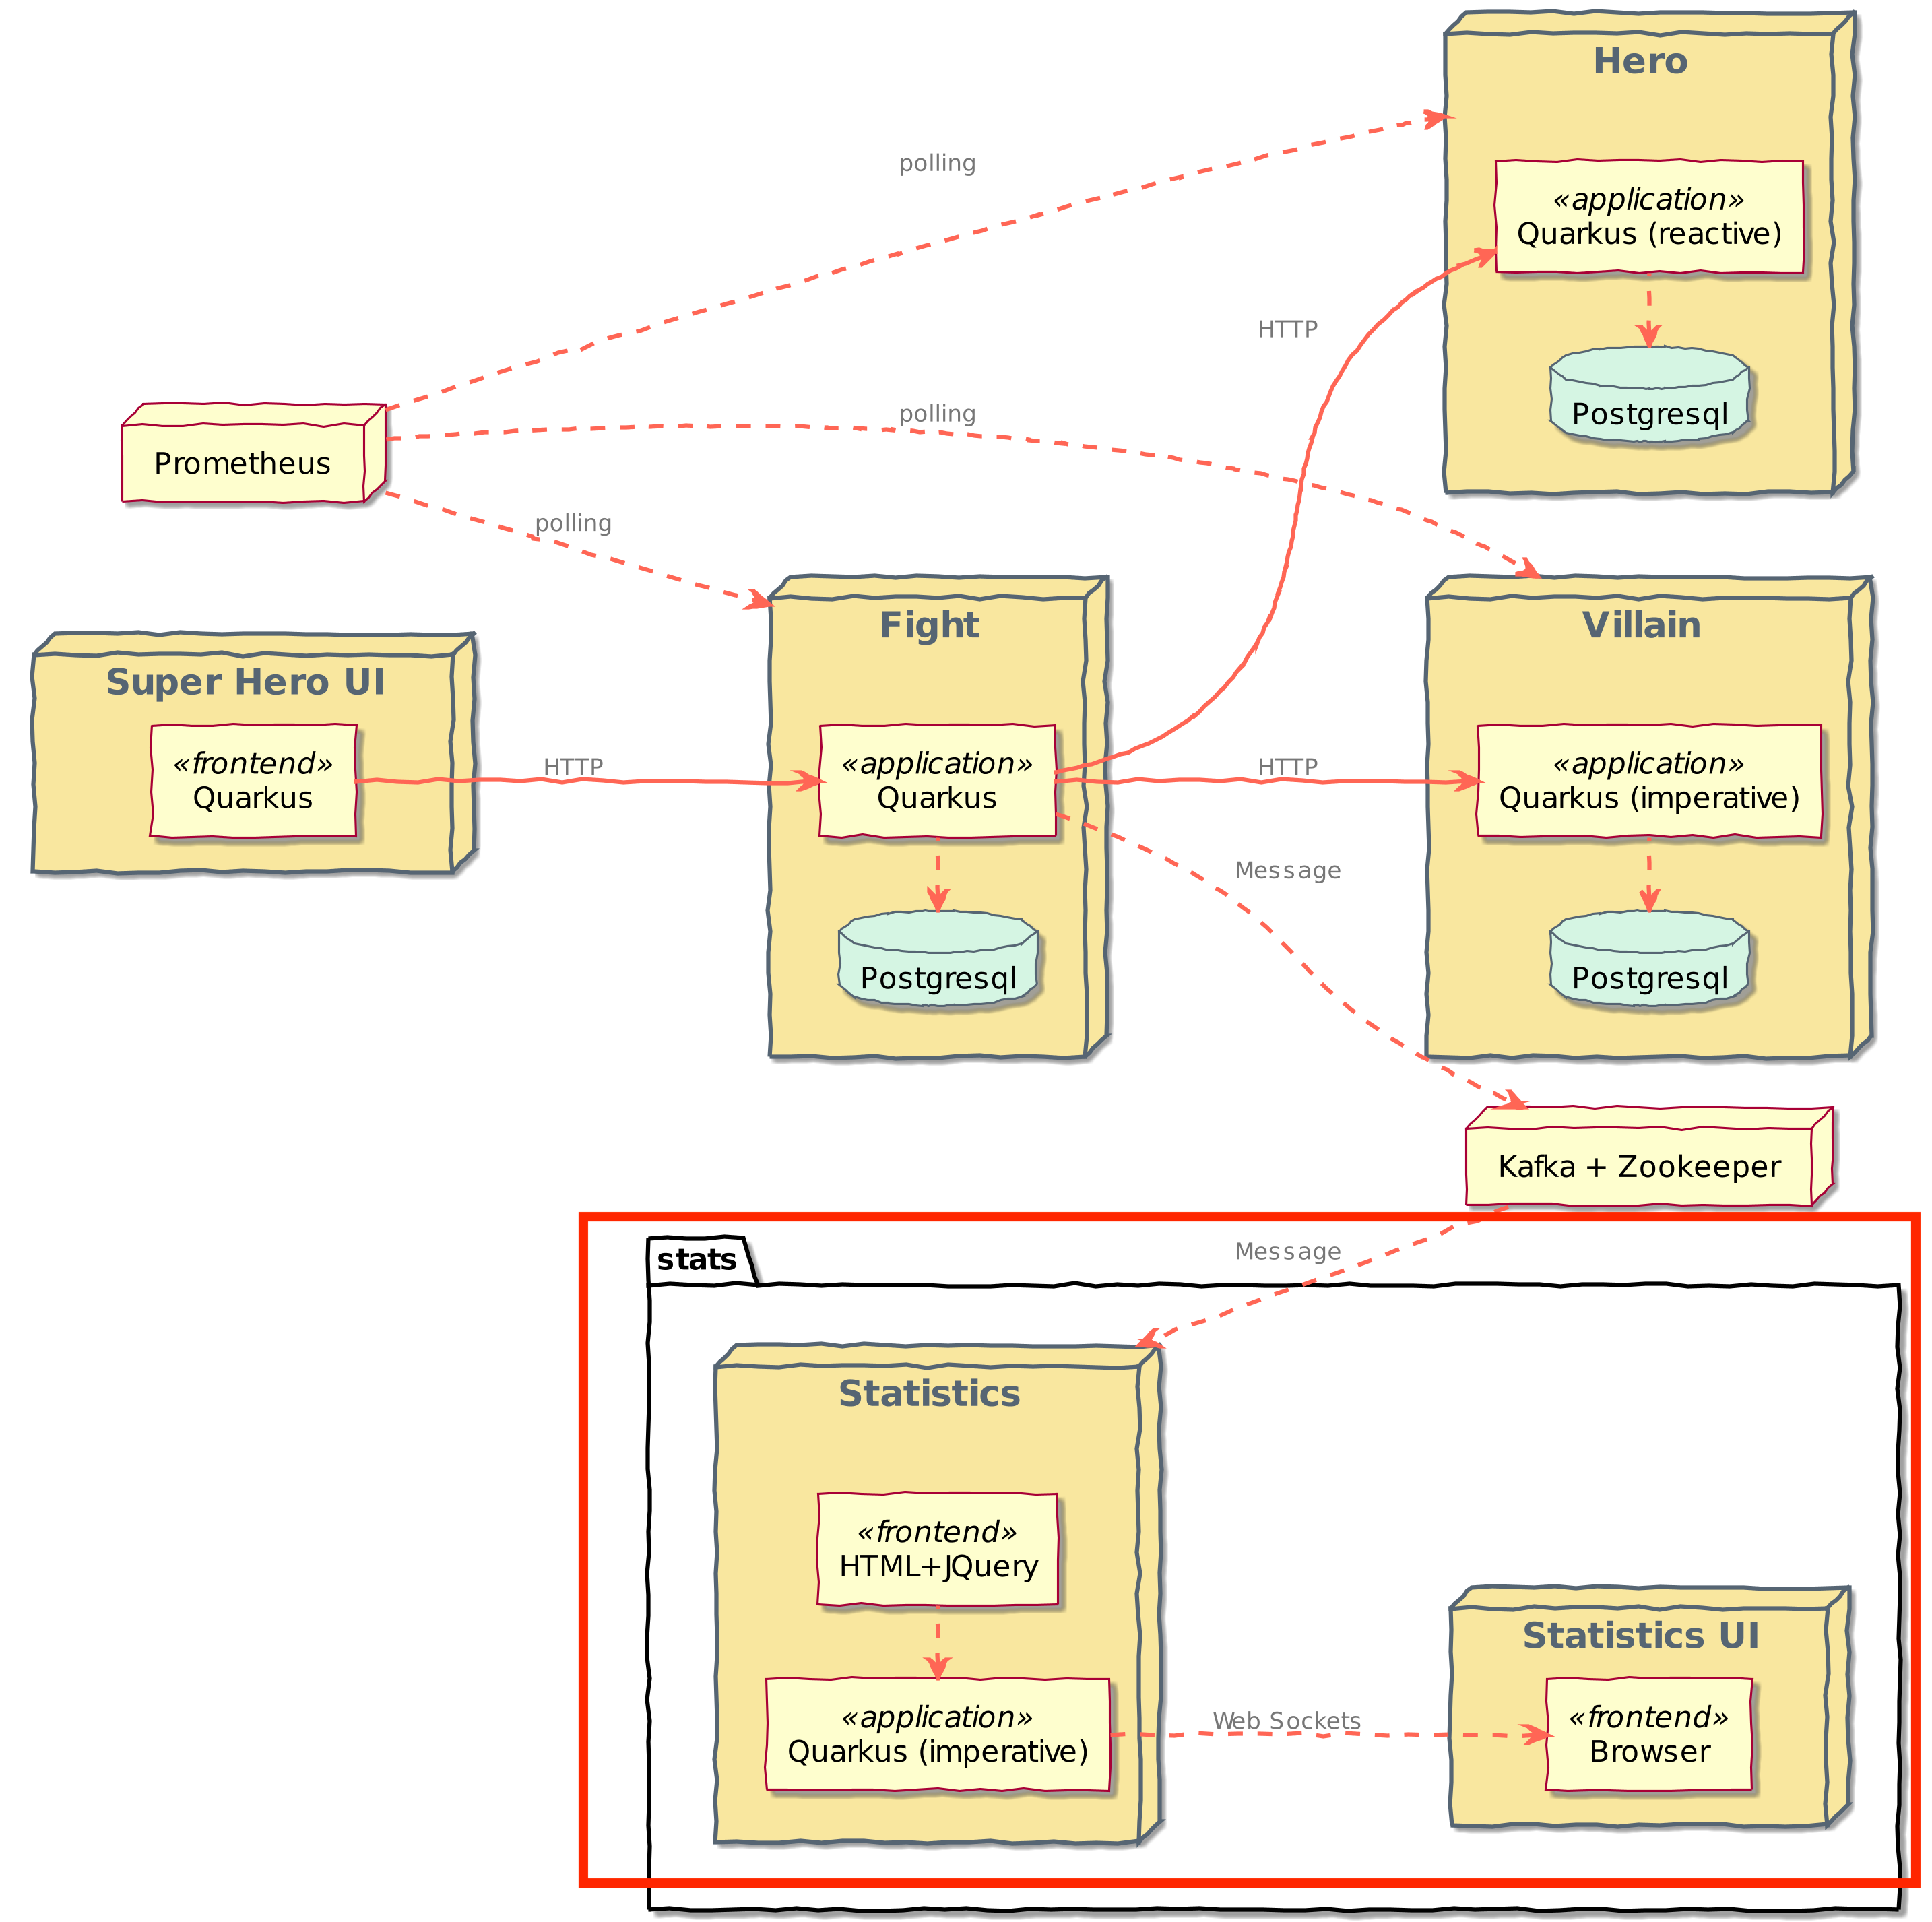 Hero
polling
«application»
Quarkus (reactive)
HTTP
Postgresql
polling
Prometheus
polling
Fight
Villain
Super Hero UI
«frontend»
Quarkus
HTTP
«application»
Quarkus
HTTP
«application»
Quarkus (imperative)
Message
Postgresql
Postgresql
Kafka + Zookeeper
Message
stats
Statistics
«frontend»
HTML+JQuery
Statistics UI
«application»
Quarkus (imperative)
Web Sockets
«frontend»
Browser